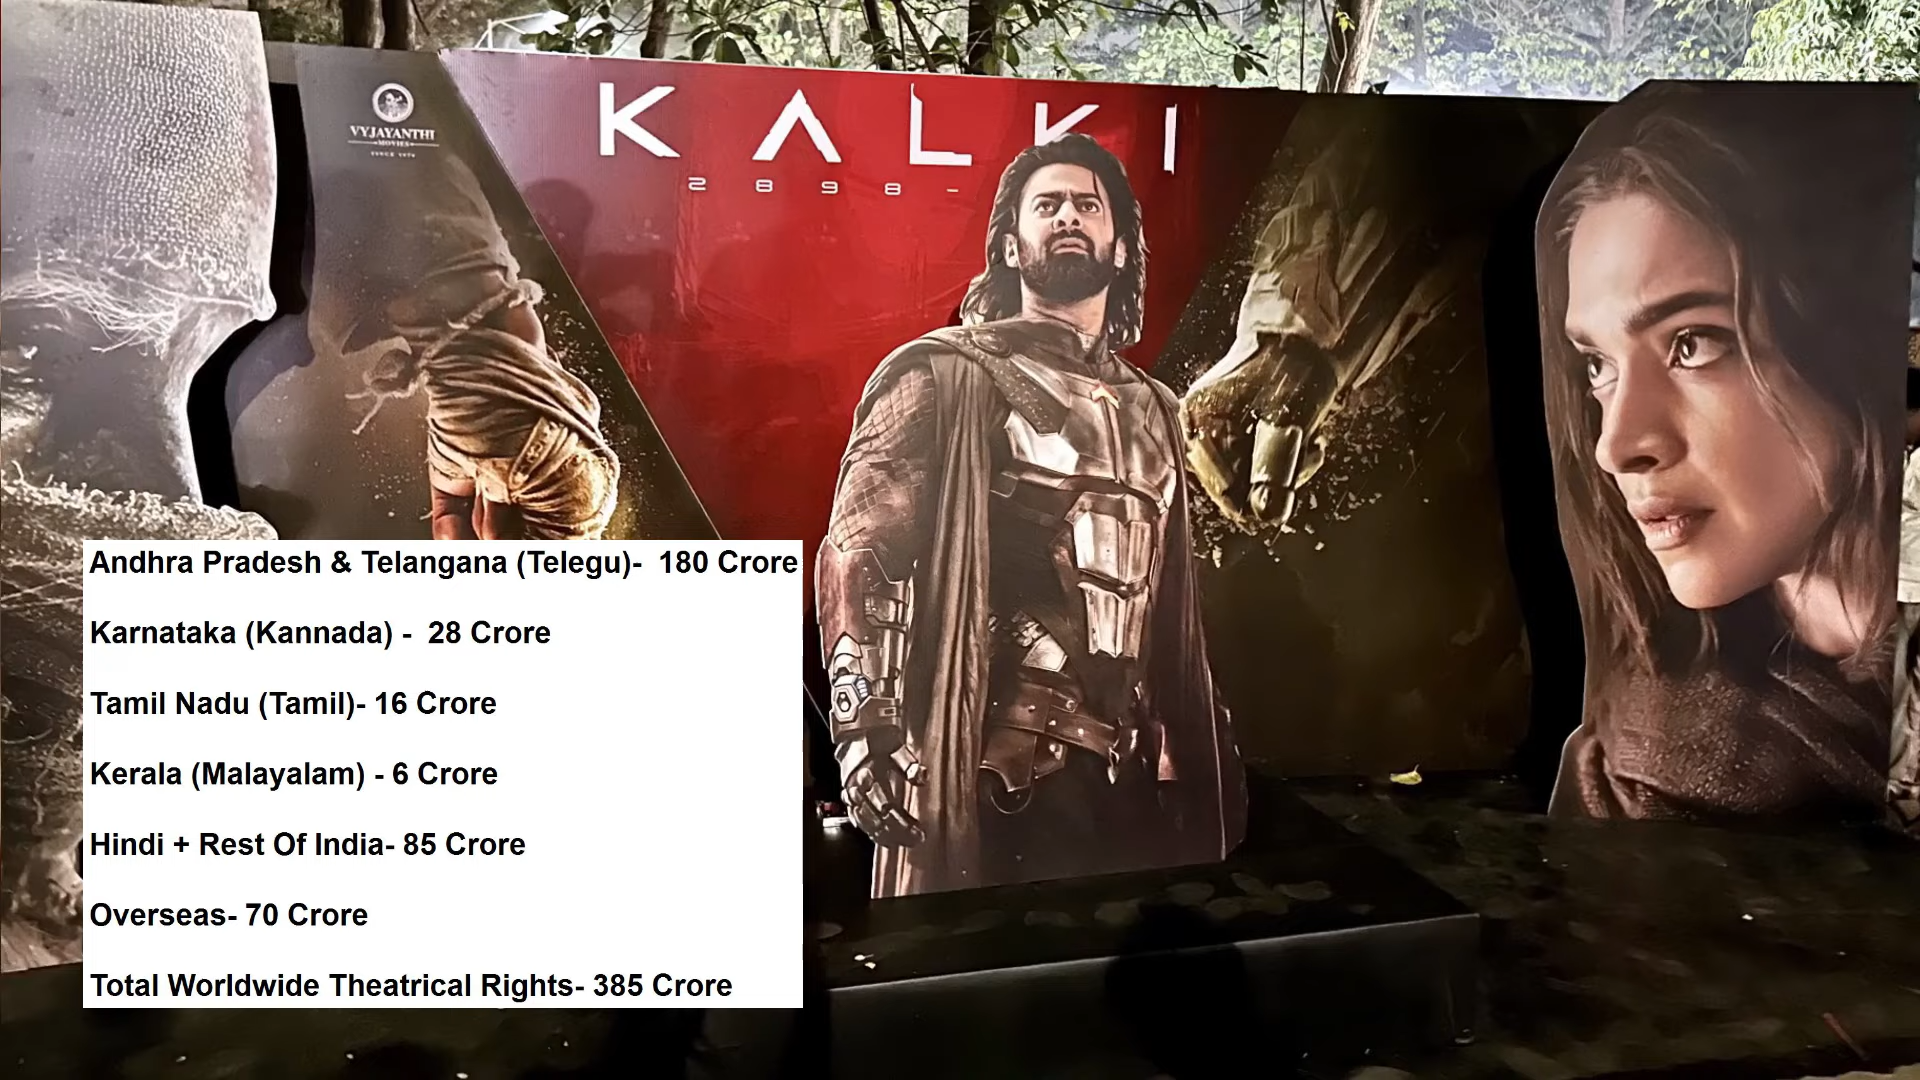 VYJAYANTHI
MOVIES
SINCE 1974
KALKI
2898-
Andhra Pradesh & Telangana (Telegu)-  180 Crore
Karnataka (Kannada) -  28 Crore
Tamil Nadu (Tamil)- 16 Crore
Kerala (Malayalam) - 6 Crore
Hindi + Rest Of India- 85 Crore
Overseas- 70 Crore
Total Worldwide Theatrical Rights- 385 Crore